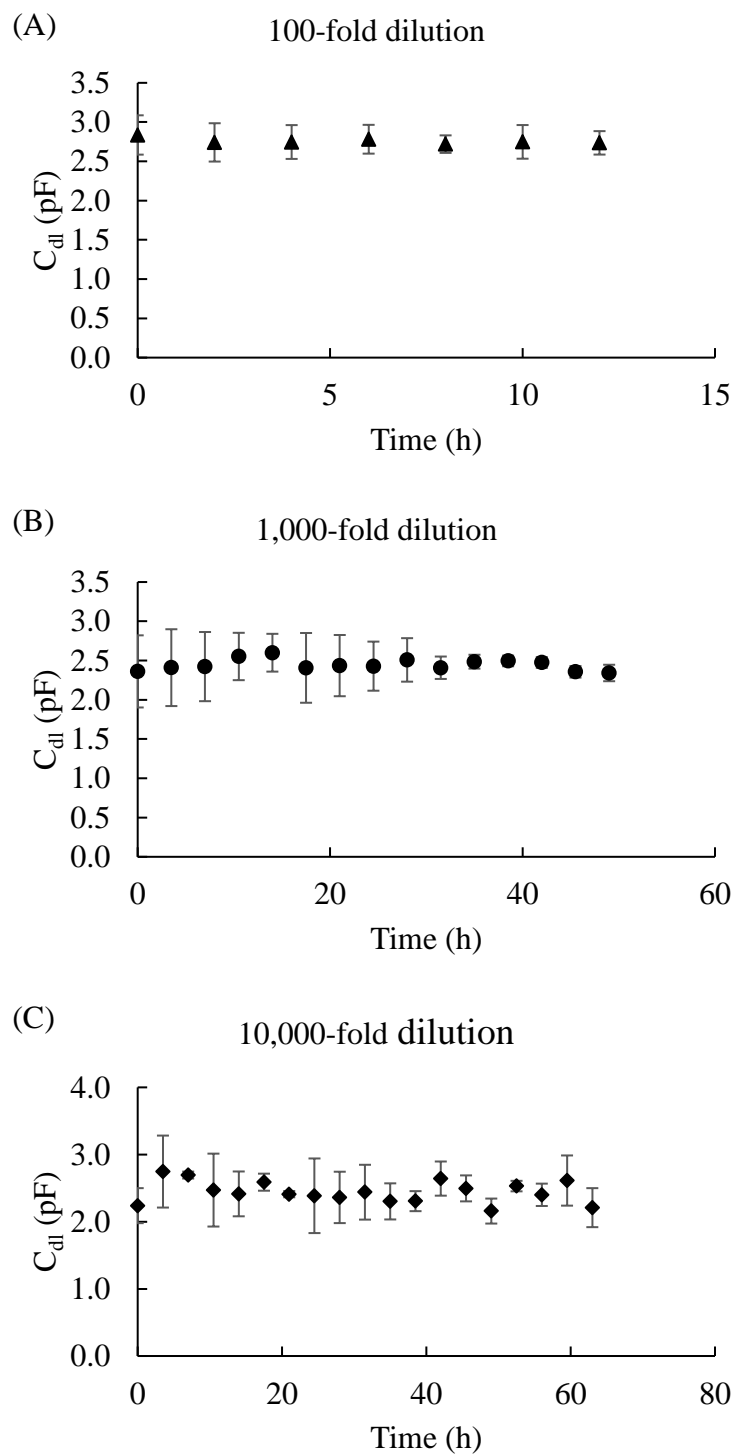 (A)
100-fold dilution
3.5
3.0
2.5
2.0
1.5
1.0
0.5
0.0
C_dl (pF)
0 5 10 15
Time (h)
(B)
1,000-fold dilution
3.5
3.0
2.5
2.0
1.5
1.0
0.5
0.0
C_dl (pF)
0 20 40 60
Time (h)
(C)
10,000-fold dilution
4.0
3.0
2.0
1.0
0.0
C_dl (pF)
0 20 40 60 80
Time (h)